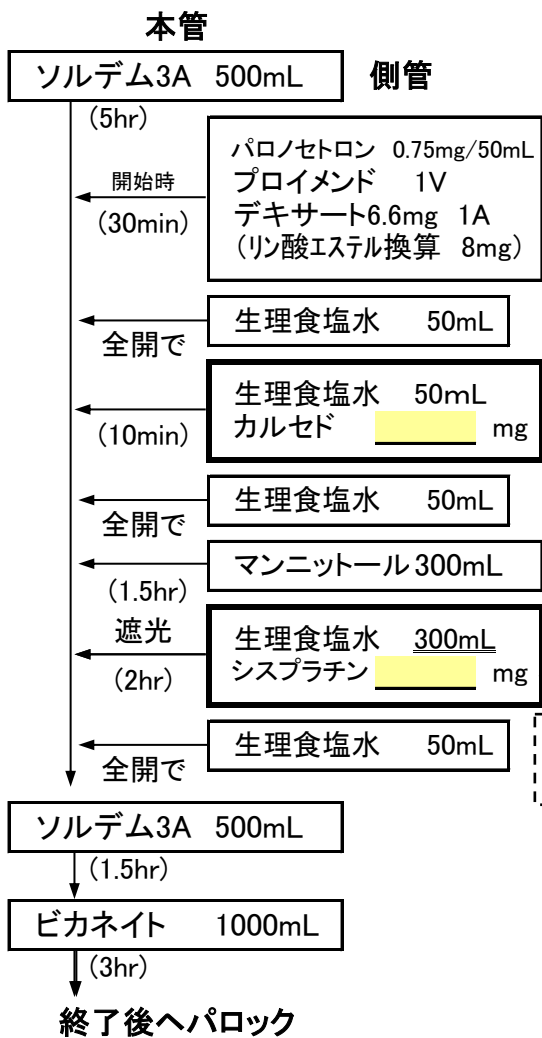 本管
ソルデム3A 500mL
側管
(5hr)
パロノセトロン 0.75mg/50mL
プロイメンド 1V
デキサート6.6mg 1A
(リン酸エステル換算 8mg)
開始時
(30min)
生理食塩水 50mL
全開で
生理食塩水 50mL
カルセド mg
(10min)
生理食塩水 50mL
全開で
マンニットール300mL
(1.5hr)
遮光
生理食塩水 300mL
シスプラチン mg
(2hr)
生理食塩水 50mL
全開で
ソルデム3A 500mL
(1.5hr)
ビカネイト 1000mL
(3hr)
終了後ヘパロック